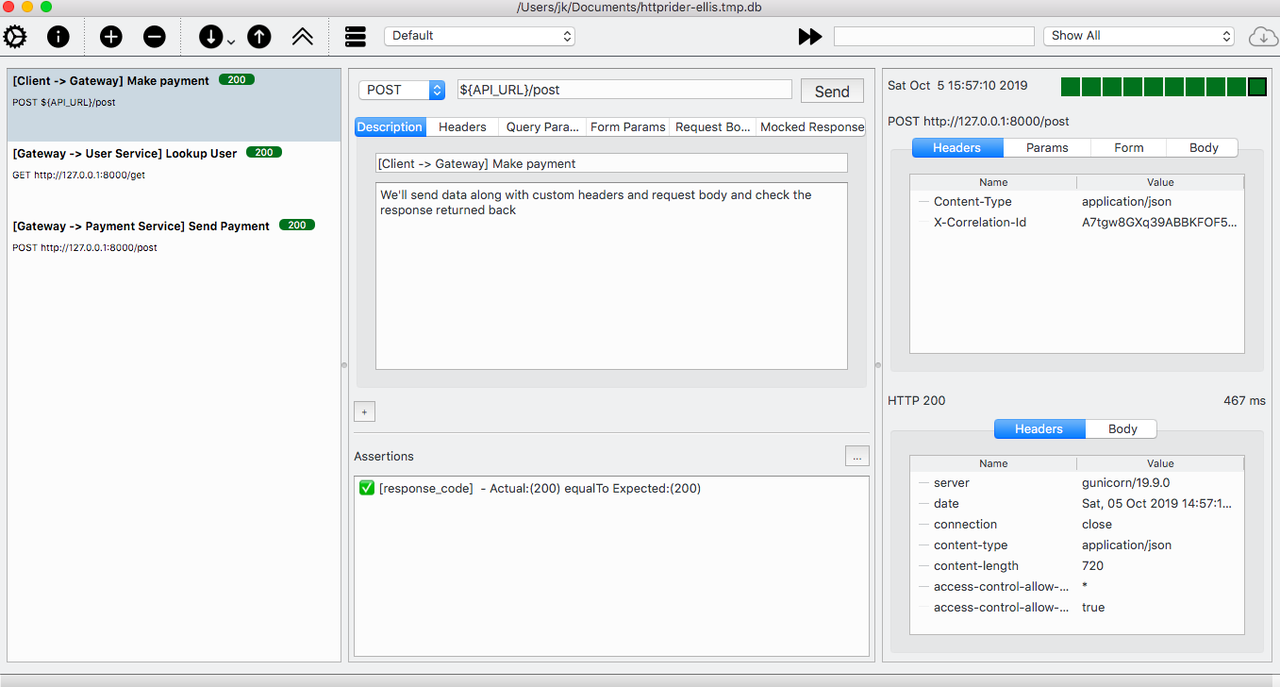 /Users/jk/Documents/httprider-ellis.tmp.db
Default
Show All
[Client -> Gateway] Make payment 200
POST ${API_URL}/post
[Gateway -> User Service] Lookup User 200
GET http://127.0.0.1:8000/get
[Gateway -> Payment Service] Send Payment 200
POST http://127.0.0.1:8000/post
POST ${API_URL}/post Send
Description Headers Query Para... Form Params Request Bo... Mocked Response
[Client -> Gateway] Make payment
We'll send data along with custom headers and request body and check the
response returned back
+
Assertions ...
[response_code] - Actual:(200) equalTo Expected:(200)
Sat Oct 5 15:57:10 2019
POST http://127.0.0.1:8000/post
Headers Params Form Body
Name Value
Content-Type application/json
X-Correlation-Id A7tgw8GXq39ABBKFOF5...
HTTP 200 467 ms
Headers Body
Name Value
server gunicorn/19.9.0
date Sat, 05 Oct 2019 14:57:1...
connection close
content-type application/json
content-length 720
access-control-allow-... *
access-control-allow-... true